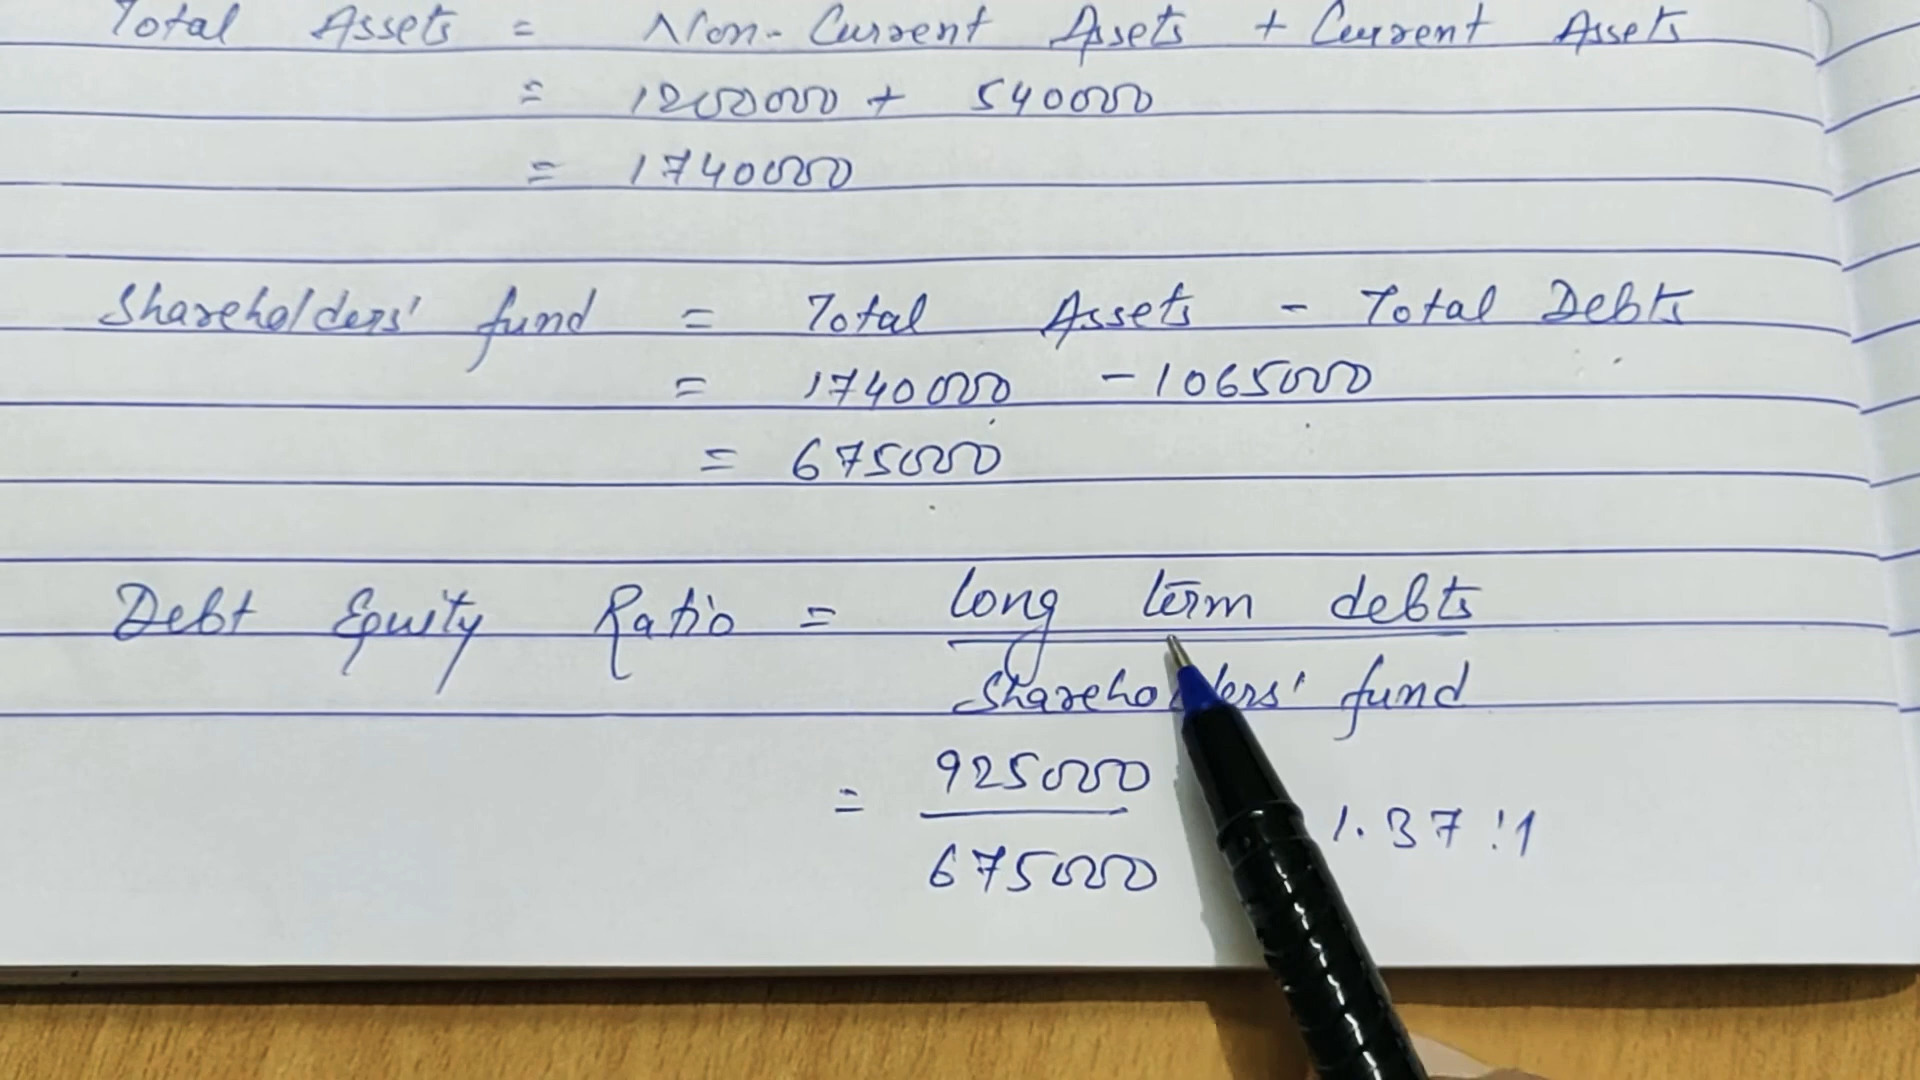 Total Assets = Non-Current Assets + Current Assets
= 1200000 + 540000
= 1740000
Shareholders' fund = Total Assets - Total Debts
= 1740000 - 1065000
= 675000
Debt Equity Ratio = long term debts
Shareholders' fund
= 925000
675000
1.37:1